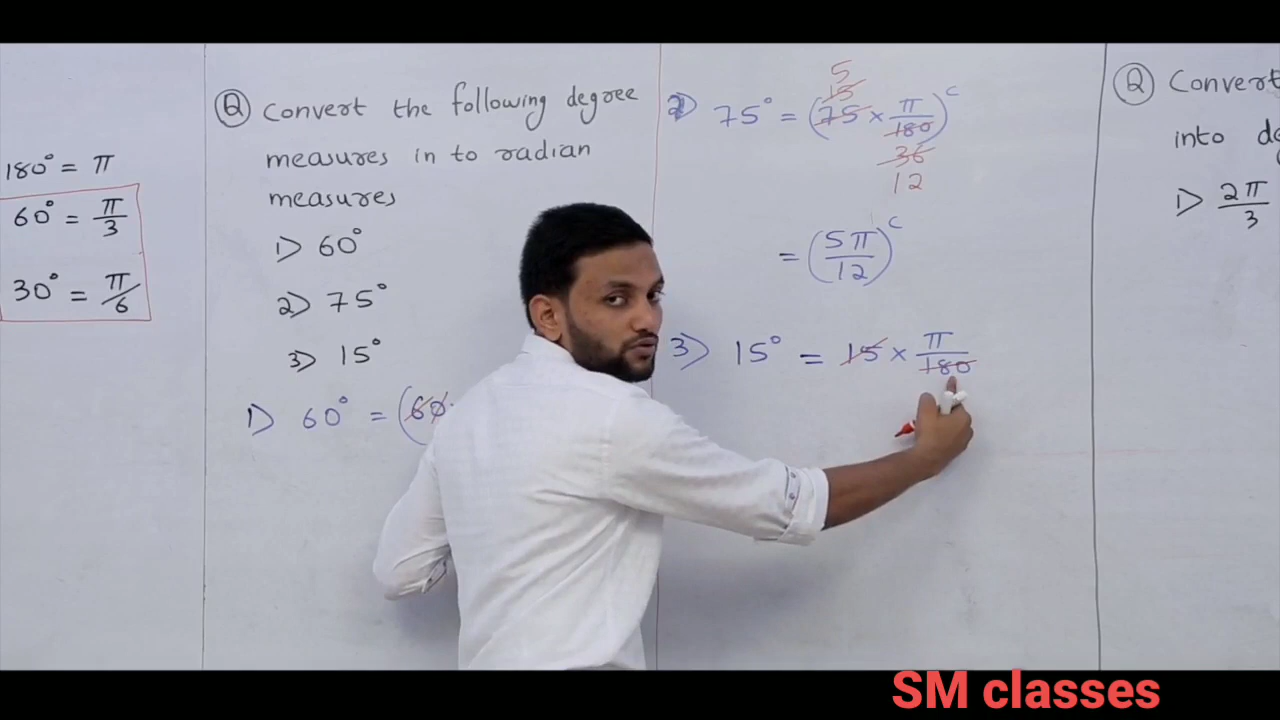 180° = π
60° = π/3
30° = π/6
Q Convert the following degree
measures in to radian
measures
1) 60°
2) 75°
3) 15°
1) 60° = (60
2) 75° = (75 × π/180)ᶜ
15
5
36
12
= (5π/12)ᶜ
3) 15° = 15 × π/180
Q Convert
into de
1) 2π/3
SM classes